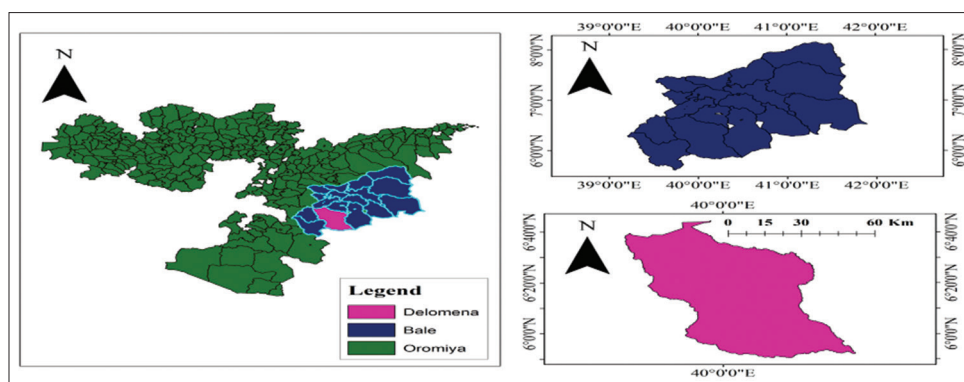 N
Legend
Delomena
Bale
Oromiya
39°0'0"E 40°0'0"E 41°0'0"E 42°0'0"E
N
8°0'0"N 8°0'0"N
7°0'0"N 7°0'0"N
6°0'0"N 6°0'0"N
39°0'0"E 40°0'0"E 41°0'0"E 42°0'0"E
40°0'0"E
0 15 30 60 Km
N
6°40'0"N 6°40'0"N
6°20'0"N 6°20'0"N
6°0'0"N 6°0'0"N
40°0'0"E